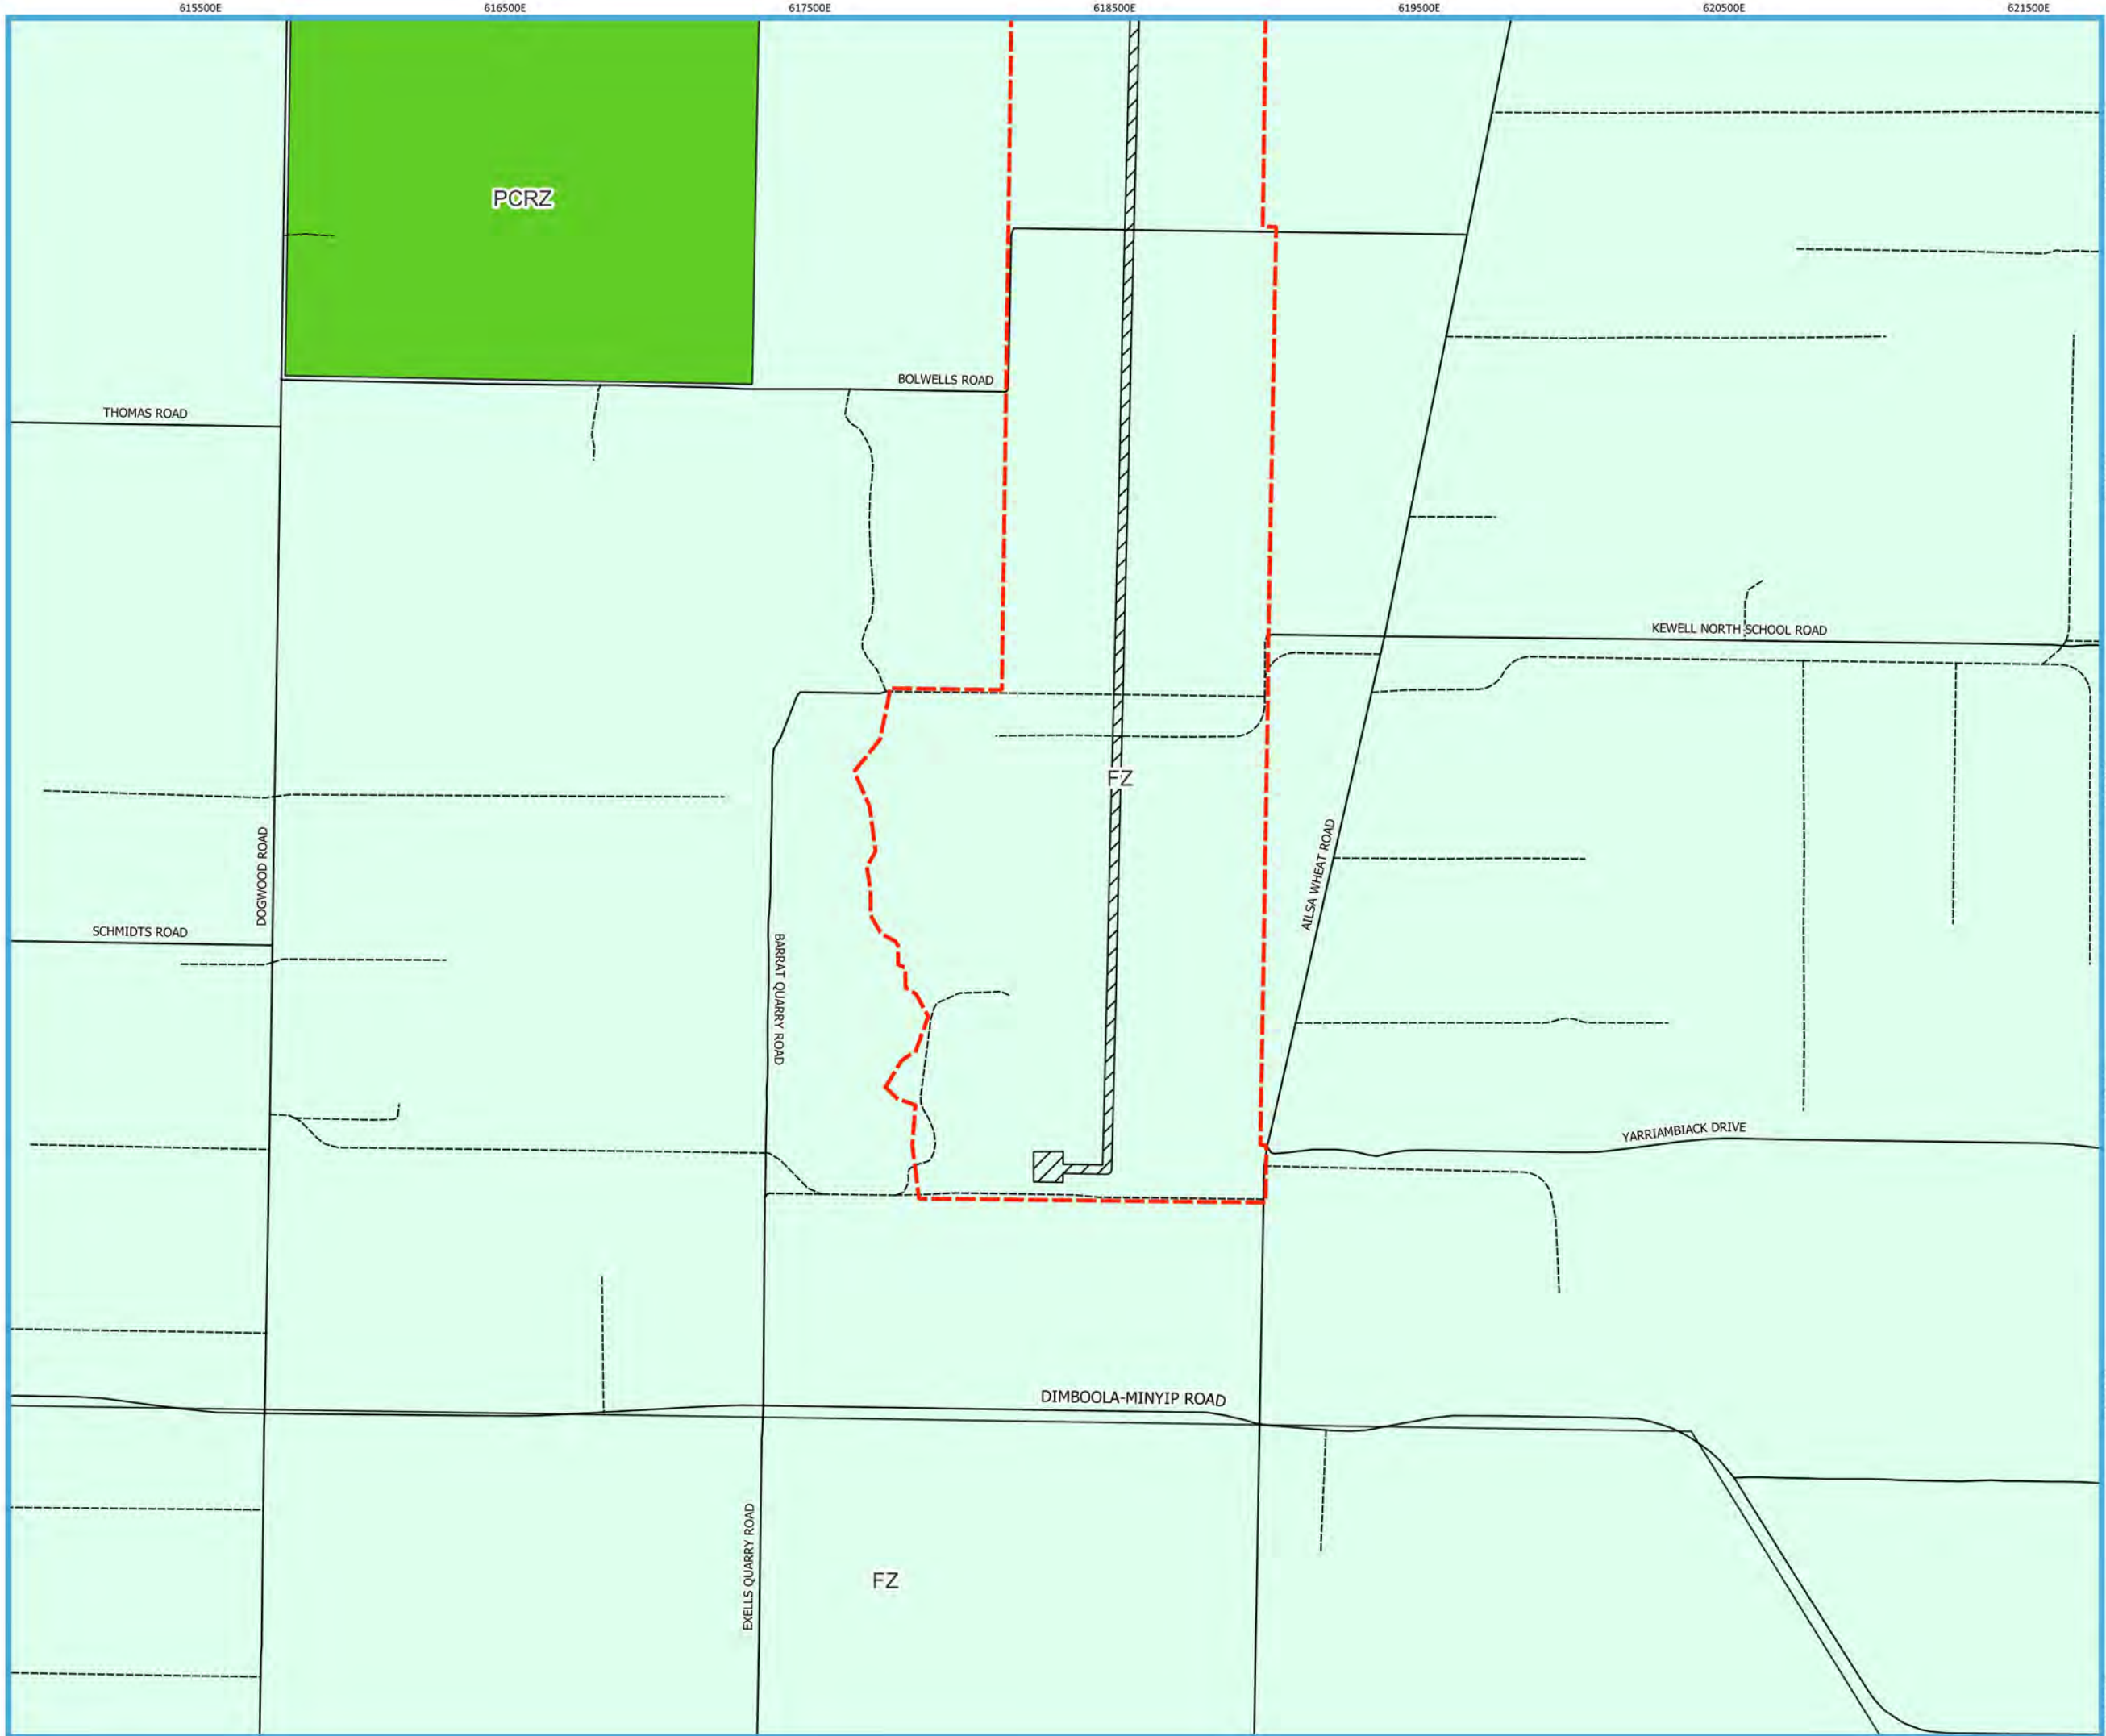 615500E
616500E
617500E
618500E
619500E
620500E
621500E
PCRZ
BOLWELLS ROAD
THOMAS ROAD
KEWELL NORTH SCHOOL ROAD
FZ
DOGWOOD ROAD
AILSA WHEAT ROAD
SCHMIDTS ROAD
BARRAT QUARRY ROAD
YARRIAMBIACK DRIVE
DIMBOOLA-MINYIP ROAD
EXELLS QUARRY ROAD
FZ